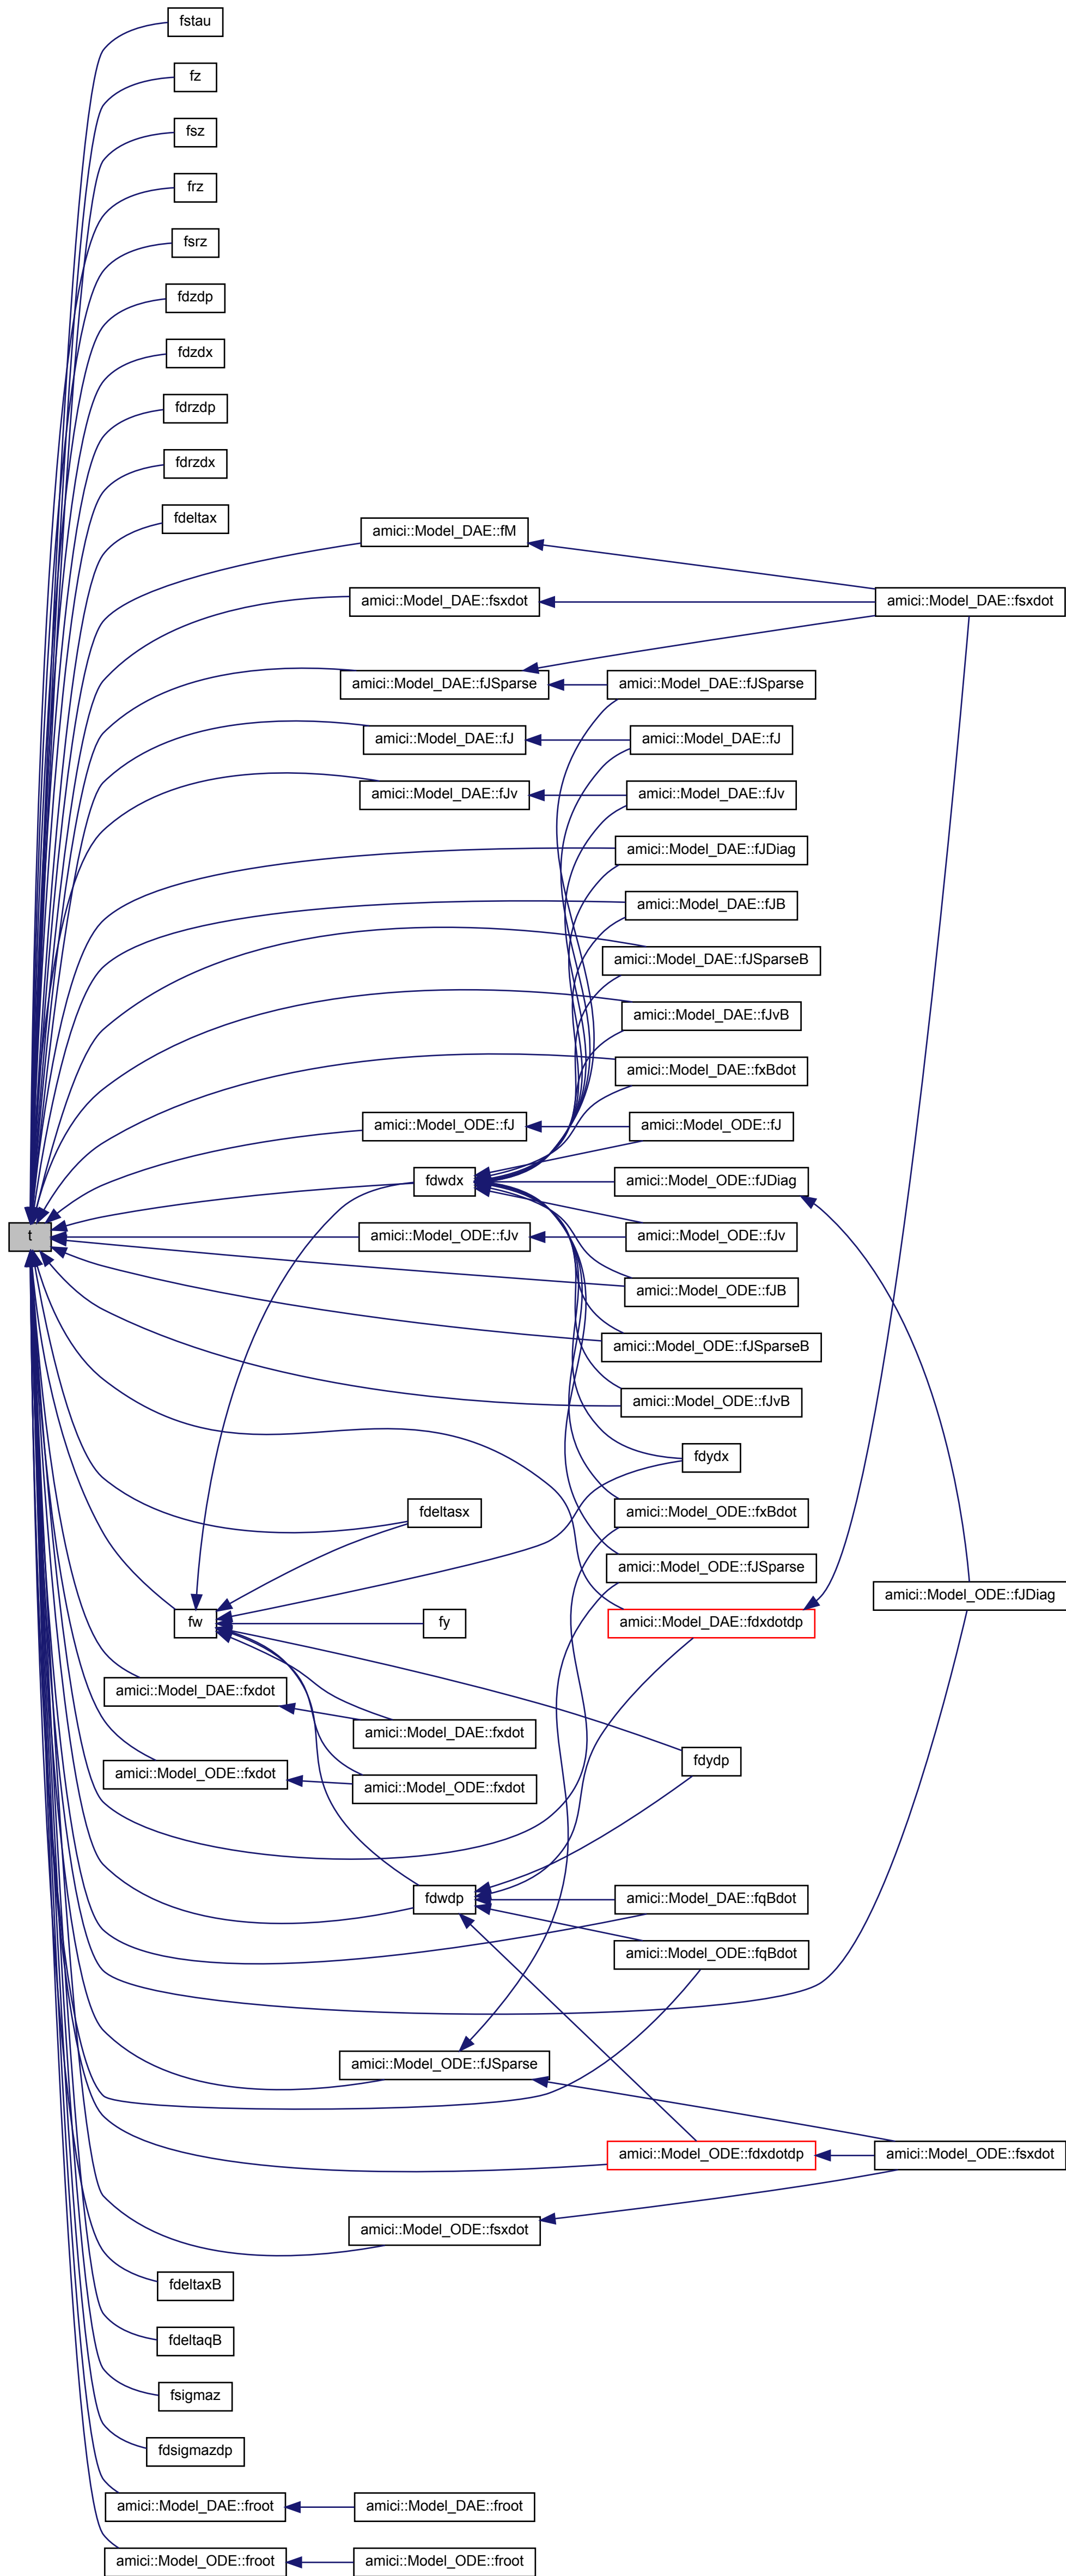 fstau
fz
fsz
frz
fsrz
fdzdp
fdzdx
fdrzdp
fdrzdx
fdeltax
amici::Model_DAE::fM
amici::Model_DAE::fsxdot
amici::Model_DAE::fsxdot
amici::Model_DAE::fJSparse
amici::Model_DAE::fJSparse
amici::Model_DAE::fJ
amici::Model_DAE::fJ
amici::Model_DAE::fJv
amici::Model_DAE::fJv
amici::Model_DAE::fJDiag
amici::Model_DAE::fJB
amici::Model_DAE::fJSparseB
amici::Model_DAE::fJvB
amici::Model_DAE::fxBdot
amici::Model_ODE::fJ
amici::Model_ODE::fJ
fdwdx
amici::Model_ODE::fJDiag
t
amici::Model_ODE::fJv
amici::Model_ODE::fJv
amici::Model_ODE::fJB
amici::Model_ODE::fJSparseB
amici::Model_ODE::fJvB
fdydx
fdeltasx
amici::Model_ODE::fxBdot
amici::Model_ODE::fJSparse
amici::Model_ODE::fJDiag
fw
fy
amici::Model_DAE::fdxdotdp
amici::Model_DAE::fxdot
amici::Model_DAE::fxdot
fdydp
amici::Model_ODE::fxdot
amici::Model_ODE::fxdot
fdwdp
amici::Model_DAE::fqBdot
amici::Model_ODE::fqBdot
amici::Model_ODE::fJSparse
amici::Model_ODE::fdxdotdp
amici::Model_ODE::fsxdot
amici::Model_ODE::fsxdot
fdeltaxB
fdeltaqB
fsigmaz
fdsigmazdp
amici::Model_DAE::froot
amici::Model_DAE::froot
amici::Model_ODE::froot
amici::Model_ODE::froot